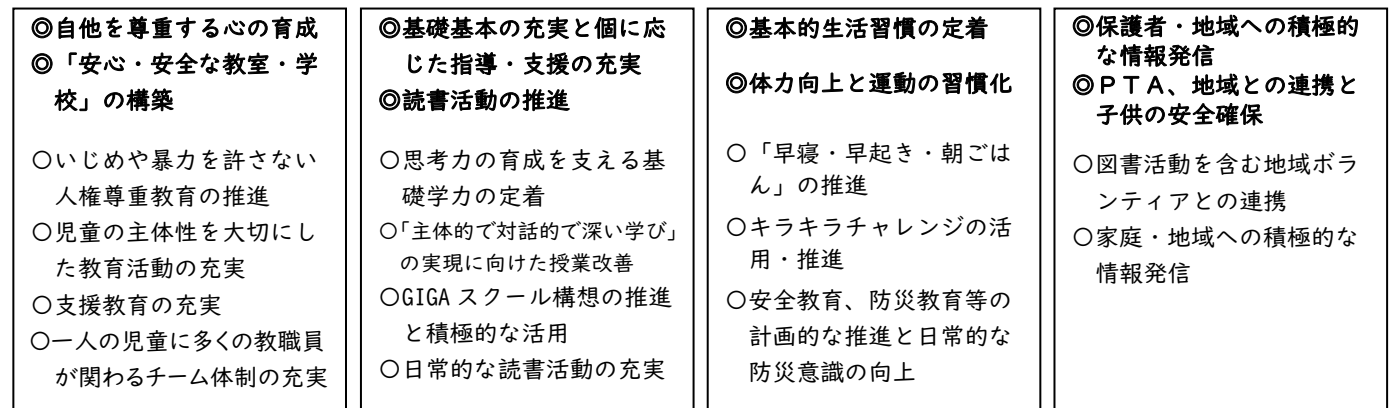 ◎自他を尊重する心の育成
◎「安心・安全な教室・学
校」の構築
○いじめや暴力を許さない
人権尊重教育の推進
○児童の主体性を大切にし
た教育活動の充実
○支援教育の充実
○一人の児童に多くの教職員
が関わるチーム体制の充実
◎基礎基本の充実と個に応
じた指導・支援の充実
◎読書活動の推進
○思考力の育成を支える基
礎学力の定着
○「主体的で対話的で深い学び」
の実現に向けた授業改善
○GIGA スクール構想の推進
と積極的な活用
○日常的な読書活動の充実
◎基本的生活習慣の定着
◎体力向上と運動の習慣化
○「早寝・早起き・朝ごは
ん」の推進
○キラキラチャレンジの活
用・推進
○安全教育、防災教育等の
計画的な推進と日常的な
防災意識の向上
◎保護者・地域への積極的
な情報発信
◎ＰＴＡ、地域との連携と
子供の安全確保
○図書活動を含む地域ボラ
ンティアとの連携
○家庭・地域への積極的な
情報発信